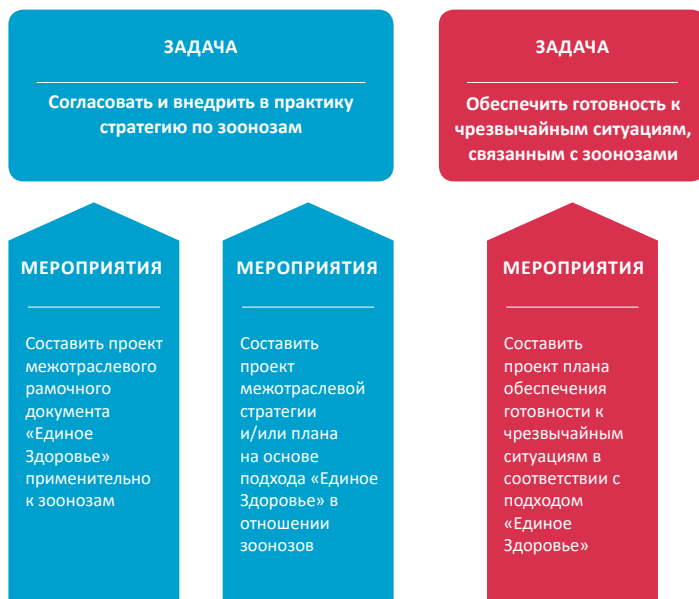 ЗАДАЧА
Согласовать и внедрить в практику
стратегию по зоонозам
ЗАДАЧА
Обеспечить готовность к
чрезвычайным ситуациям,
связанным с зоонозами
МЕРОПРИЯТИЯ
Составить проект
межотраслевого
рамочного
документа
«Единое
Здоровье»
применительно
к зоонозам
МЕРОПРИЯТИЯ
Составить
проект
межотраслевой
стратегии
и/или плана
на основе
подхода «Единое
Здоровье» в
отношении
зоонозов
МЕРОПРИЯТИЯ
Составить
проект плана
обеспечения
готовности к
чрезвычайным
ситуациям в
соответствии с
подходом
«Единое
Здоровье»